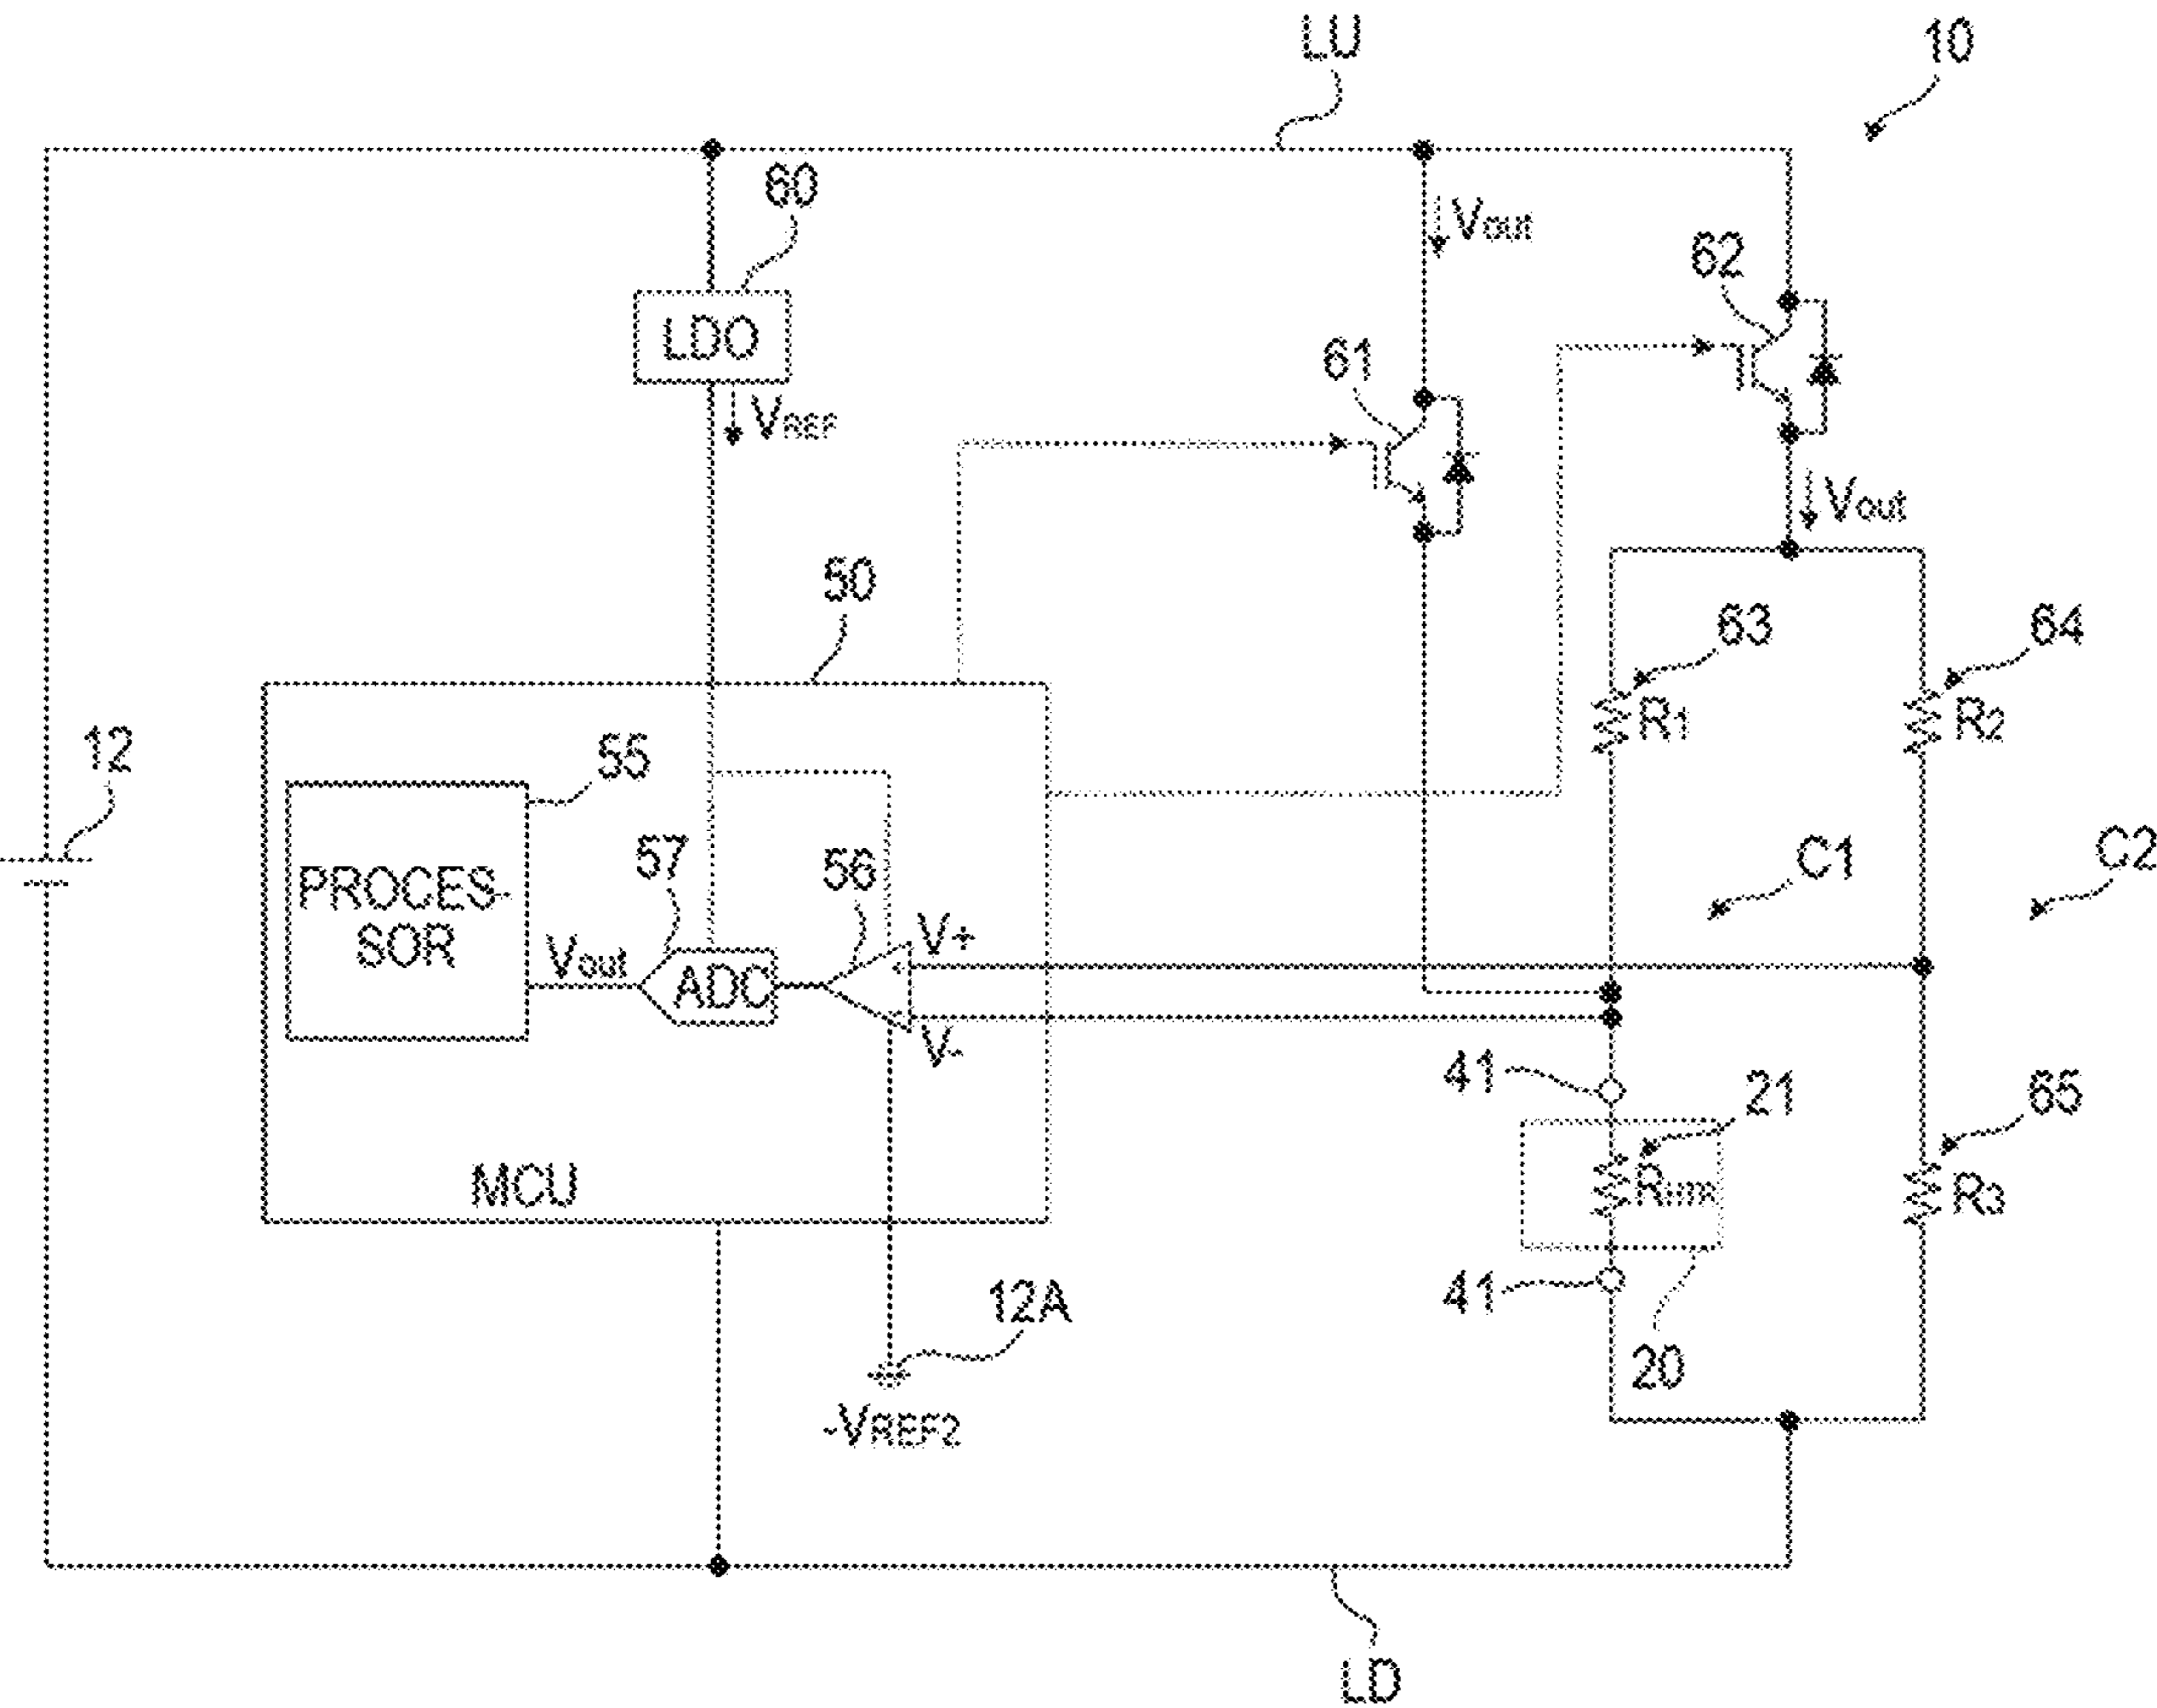 LU
10
60
Vout
62
LDO
61
VREF
Vout
50
63
64
R1
R2
12
55
57
56
C1
C2
PROCES-
SOR
Vout
ADC
V+
V-
41
21
65
MCU
RHTR
R3
41
12A
20
-VREF2
LD